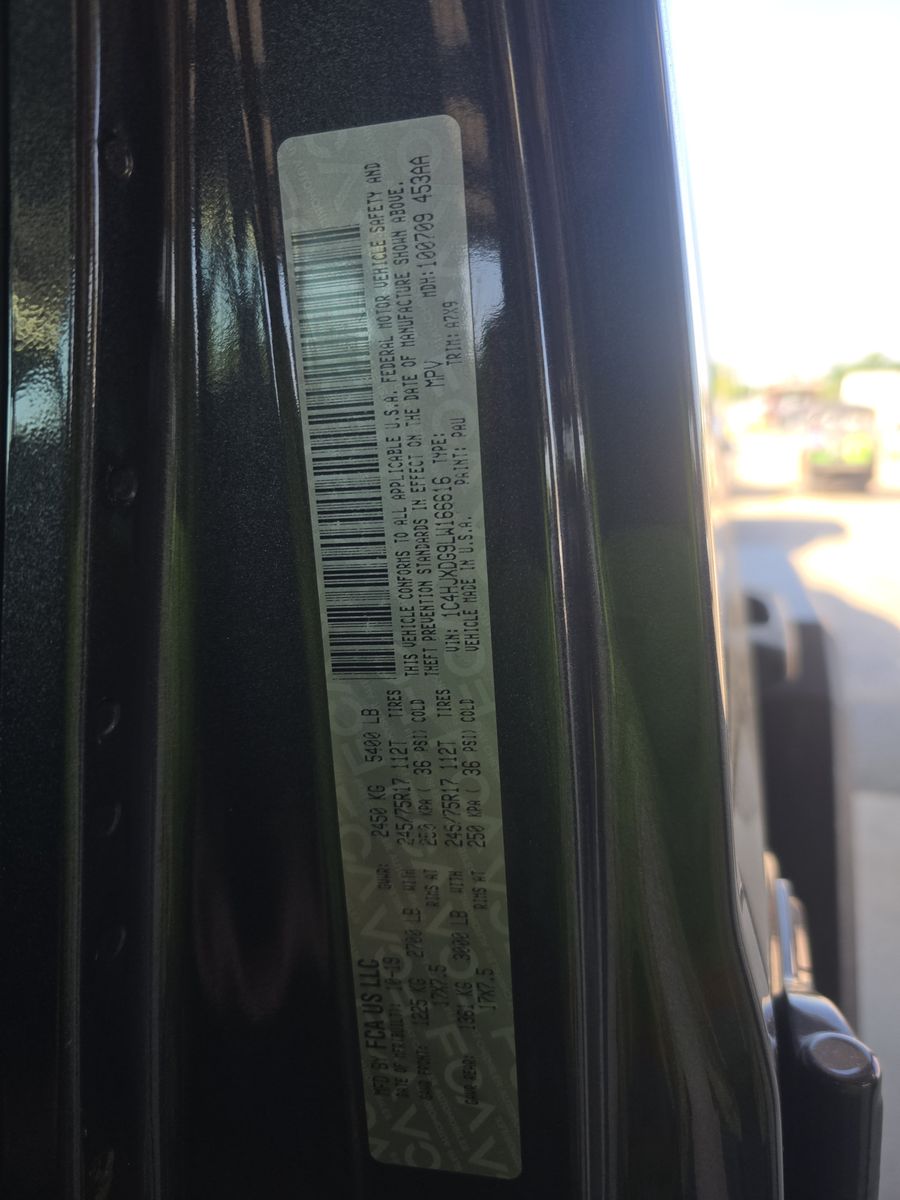 MFD BY FCA US LLC
DATE OF MFR: 10-19 GVWR: 2450 KG 5400 LB
GAWR FRONT: 1225 KG 2700 LB WITH 245/75R17 112T TIRES
17X7.5 RIMS AT 250 KPA ( 36 PSI) COLD
GAWR REAR: 1361 KG 3000 LB WITH 245/75R17 112T TIRES
17X7.5 RIMS AT 250 KPA ( 36 PSI) COLD
THIS VEHICLE CONFORMS TO ALL APPLICABLE U.S.A. FEDERAL MOTOR VEHICLE SAFETY AND
THEFT PREVENTION STANDARDS IN EFFECT ON THE DATE OF MANUFACTURE SHOWN ABOVE.
VIN: 1C4HJXDG9LW166616 TYPE: MPV MDH:100709 453AA
VEHICLE MADE IN U.S.A. PAINT: PAU TRIM:A7X9